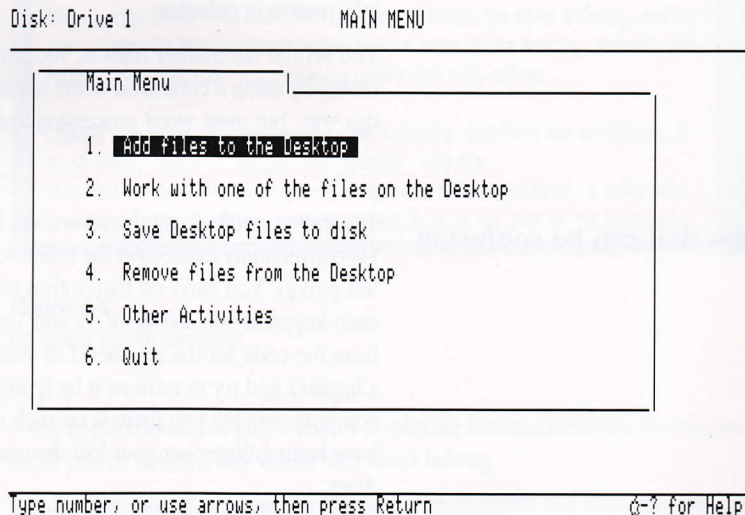 Disk: Drive 1 MAIN MENU
Main Menu
1. Add files to the Desktop
2. Work with one of the files on the Desktop
3. Save Desktop files to disk
4. Remove files from the Desktop
5. Other Activities
6. Quit
Type number, or use arrows, then press Return -? for Help